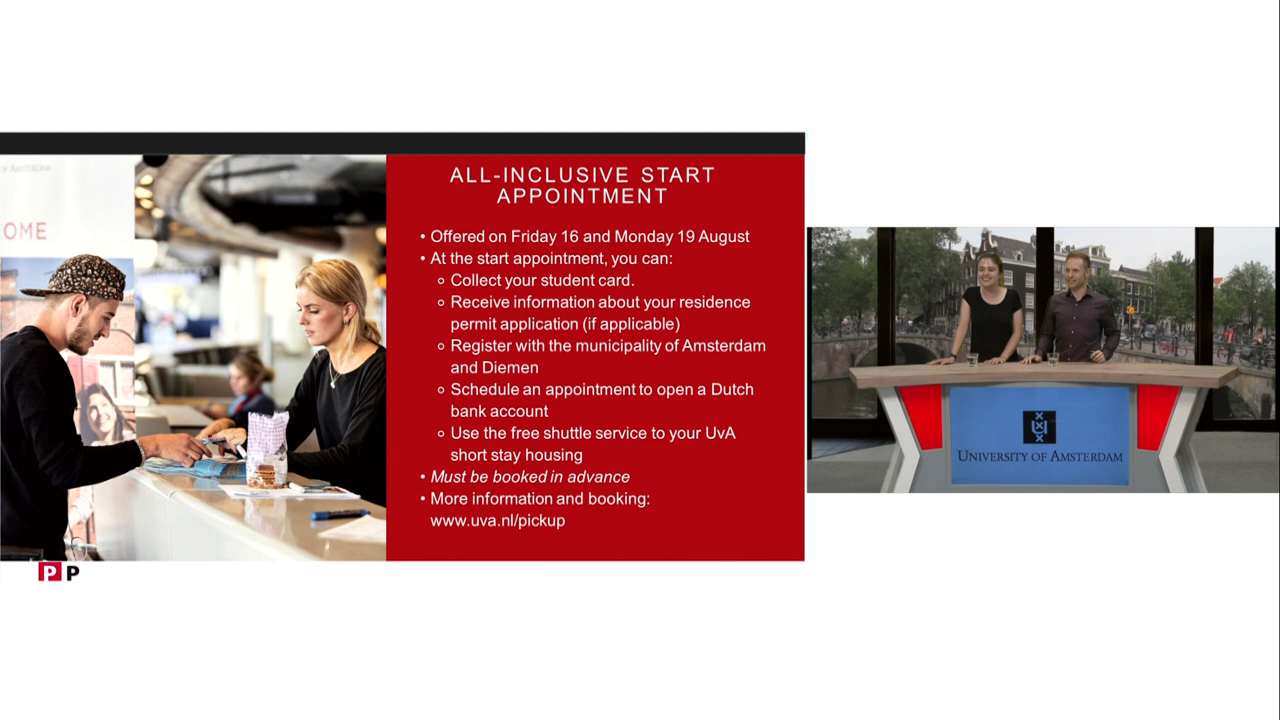 OME
ALL-INCLUSIVE START
APPOINTMENT
• Offered on Friday 16 and Monday 19 August
• At the start appointment, you can:
Collect your student card.
Receive information about your residence
permit application (if applicable)
Register with the municipality of Amsterdam
and Diemen
Schedule an appointment to open a Dutch
bank account
Use the free shuttle service to your UvA
short stay housing
• Must be booked in advance
• More information and booking:
www.uva.nl/pickup
P P
UNIVERSITY OF AMSTERDAM